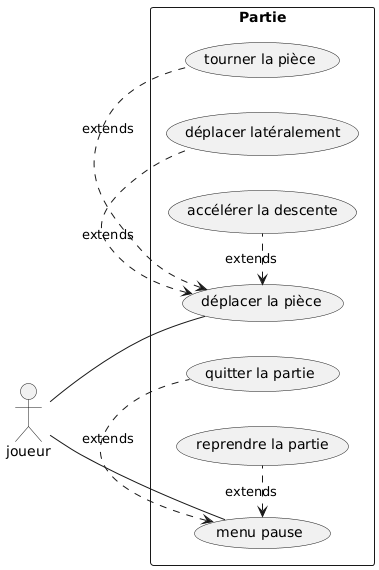 Partie
tourner la pièce
extends
déplacer latéralement
accélérer la descente
extends
extends
déplacer la pièce
quitter la partie
extends
reprendre la partie
joueur
extends
menu pause